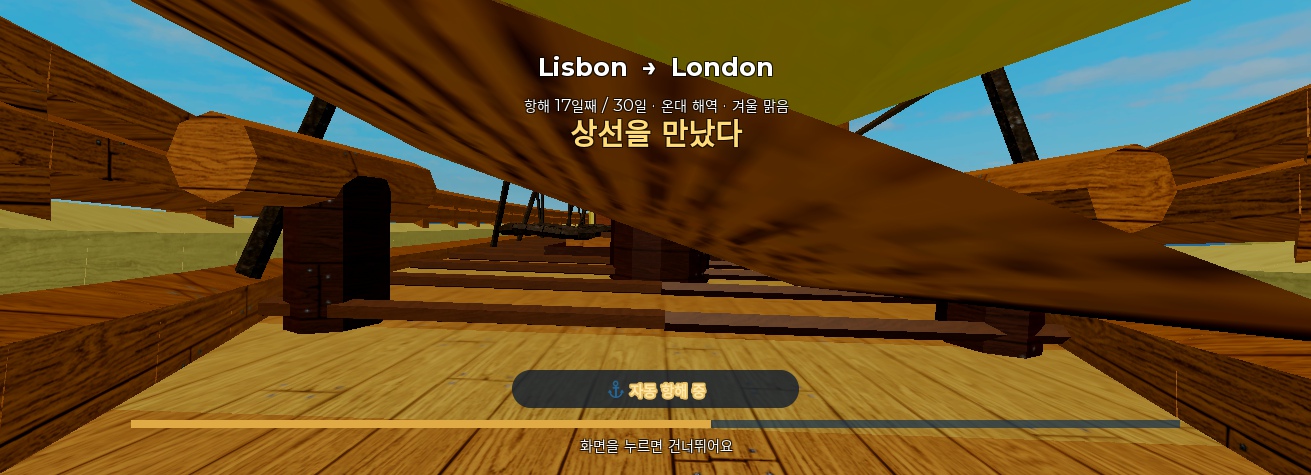 Lisbon → London
항해 17일째 / 30일 · 온대 해역 · 겨울 맑음
상선을 만났다
⚓ 자동 항해 중
화면을 누르면 건너뛰어요